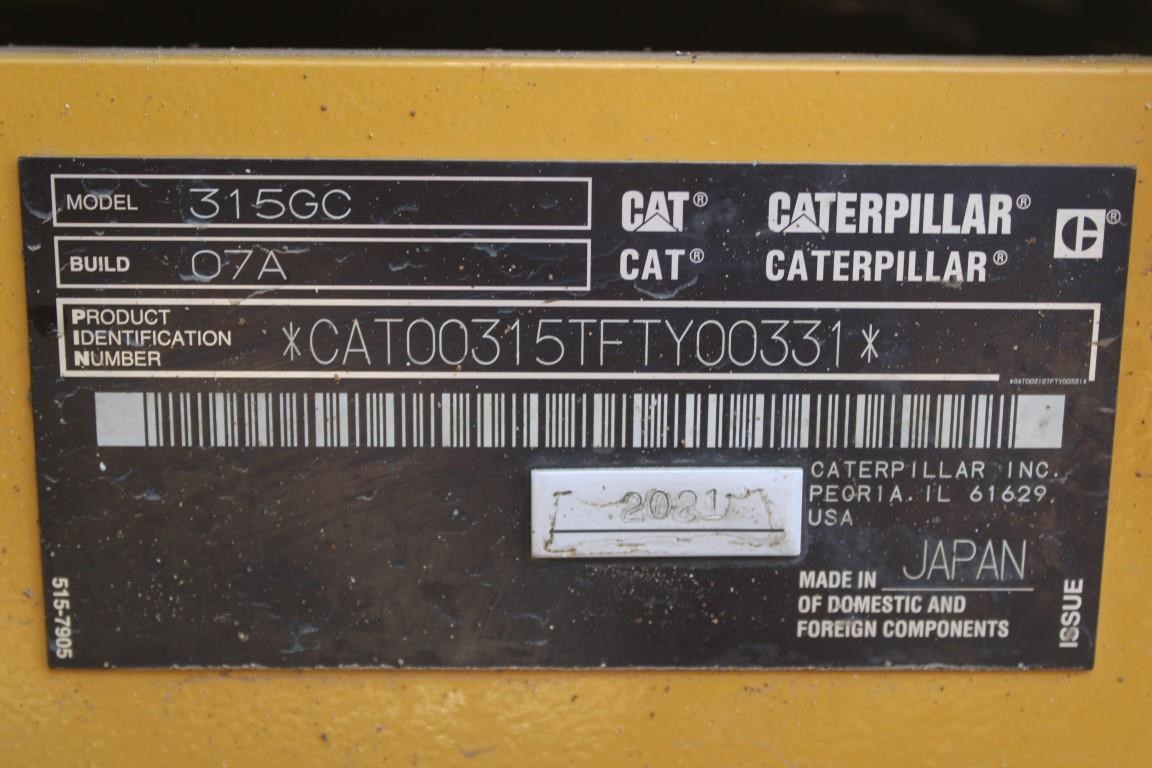 MODEL 315GC
BUILD 07A
CAT® CATERPILLAR® ®
CAT® CATERPILLAR®
PRODUCT
IDENTIFICATION
NUMBER
*CAT00315TFTY00331*
*CAT00315TFTY00331*
2021
CATERPILLAR INC.
PEORIA. IL 61629.
USA
MADE IN JAPAN
OF DOMESTIC AND
FOREIGN COMPONENTS
515-7905
ISSUE